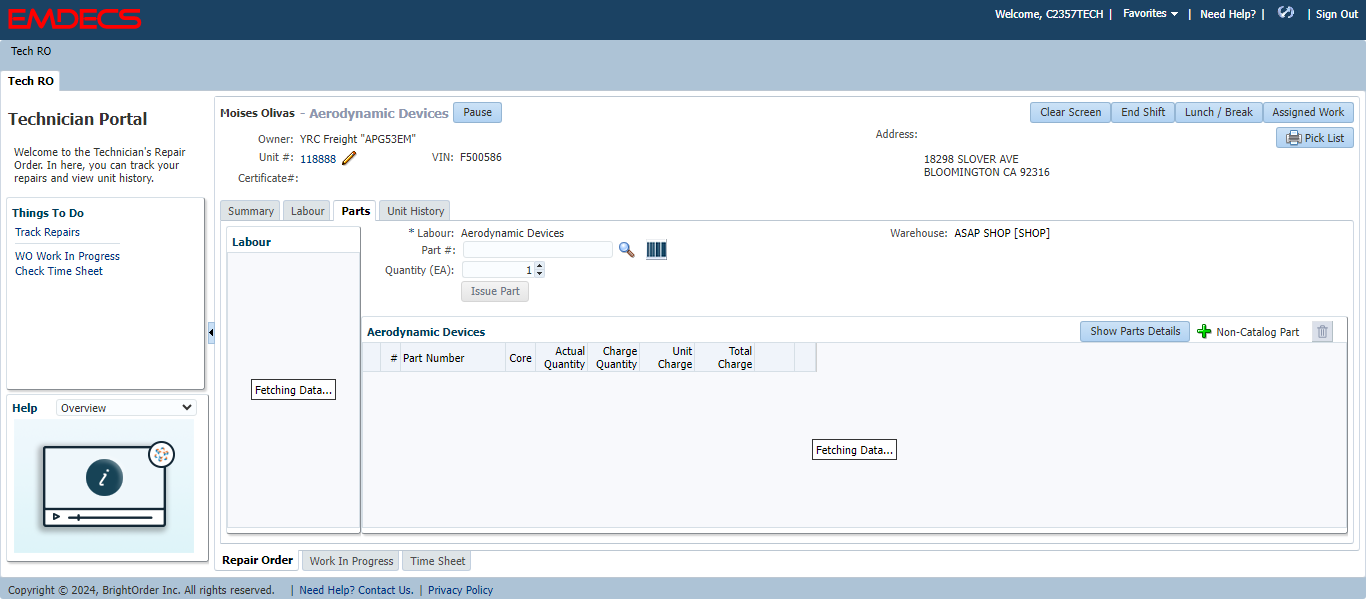 EMDECS
Welcome, C2357TECH | Favorites | Need Help? | | Sign Out
Tech RO
Tech RO
Technician Portal
Welcome to the Technician's Repair
Order. In here, you can track your
repairs and view unit history.
Things To Do
Track Repairs
WO Work In Progress
Check Time Sheet
Help Overview
i
Moises Olivas - Aerodynamic Devices Pause
Clear Screen End Shift Lunch / Break Assigned Work
Pick List
Owner: YRC Freight "APG53EM"
Unit #: 118888 VIN: F500586
Certificate#:
Address:
18298 SLOVER AVE
BLOOMINGTON CA 92316
Summary Labour Parts Unit History
Labour
Fetching Data...
* Labour: Aerodynamic Devices
Warehouse: ASAP SHOP [SHOP]
Part #:
Quantity (EA): 1
Issue Part
Aerodynamic Devices Show Parts Details Non-Catalog Part
# Part Number Core Actual Quantity Charge Quantity Unit Charge Total Charge
Fetching Data...
Repair Order Work In Progress Time Sheet
Copyright © 2024, BrightOrder Inc. All rights reserved. | Need Help? Contact Us. | Privacy Policy